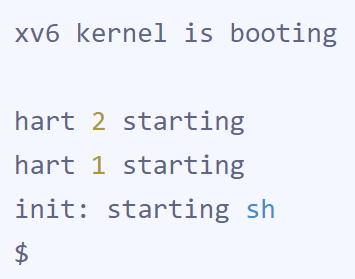 xv6 kernel is booting
hart 2 starting
hart 1 starting
init: starting sh
$